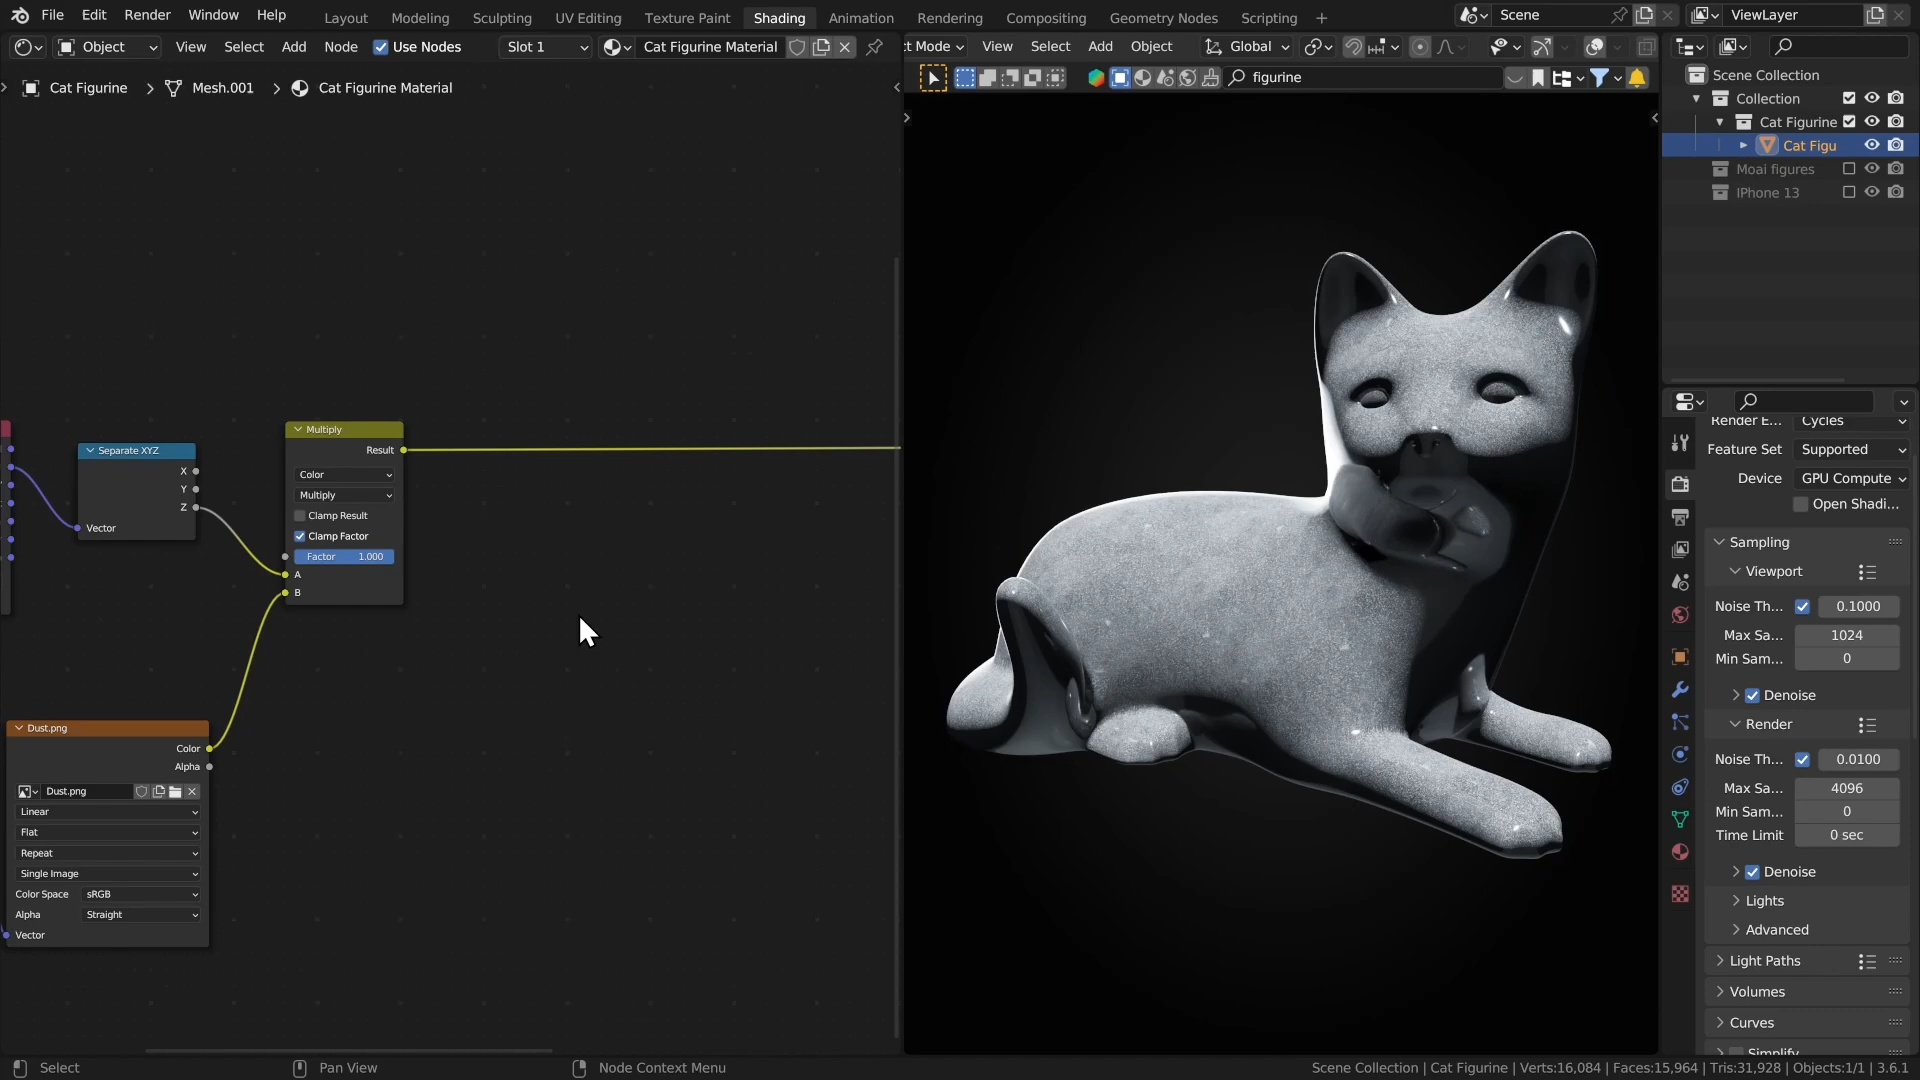 File Edit Render Window Help
Layout Modeling Sculpting UV Editing Texture Paint Shading Animation Rendering Compositing Geometry Nodes Scripting +
Scene
ViewLayer
Object View Select Add Node Use Nodes Slot 1 Cat Figurine Material
ct Mode View Select Add Object Global
figurine
Cat Figurine > Mesh.001 > Cat Figurine Material
Scene Collection
Collection
Cat Figurine
Cat Figu
Moai figures
IPhone 13
Separate XYZ
X
Y
Z
Vector
Multiply
Result
Color
Multiply
Clamp Result
Clamp Factor
Factor 1.000
A
B
Dust.png
Color
Alpha
Dust.png
Linear
Flat
Repeat
Single Image
Color Space sRGB
Alpha Straight
Vector
Render E... Cycles
Feature Set Supported
Device GPU Compute
Open Shadi...
Sampling
Viewport
Noise Th... 0.1000
Max Sa... 1024
Min Sam... 0
Denoise
Render
Noise Th... 0.0100
Max Sa... 4096
Min Sam... 0
Time Limit 0 sec
Denoise
Lights
Advanced
Light Paths
Volumes
Curves
Simplify
Select
Pan View
Node Context Menu
Scene Collection | Cat Figurine | Verts:16,084 | Faces:15,964 | Tris:31,928 | Objects:1/1 | 3.6.1